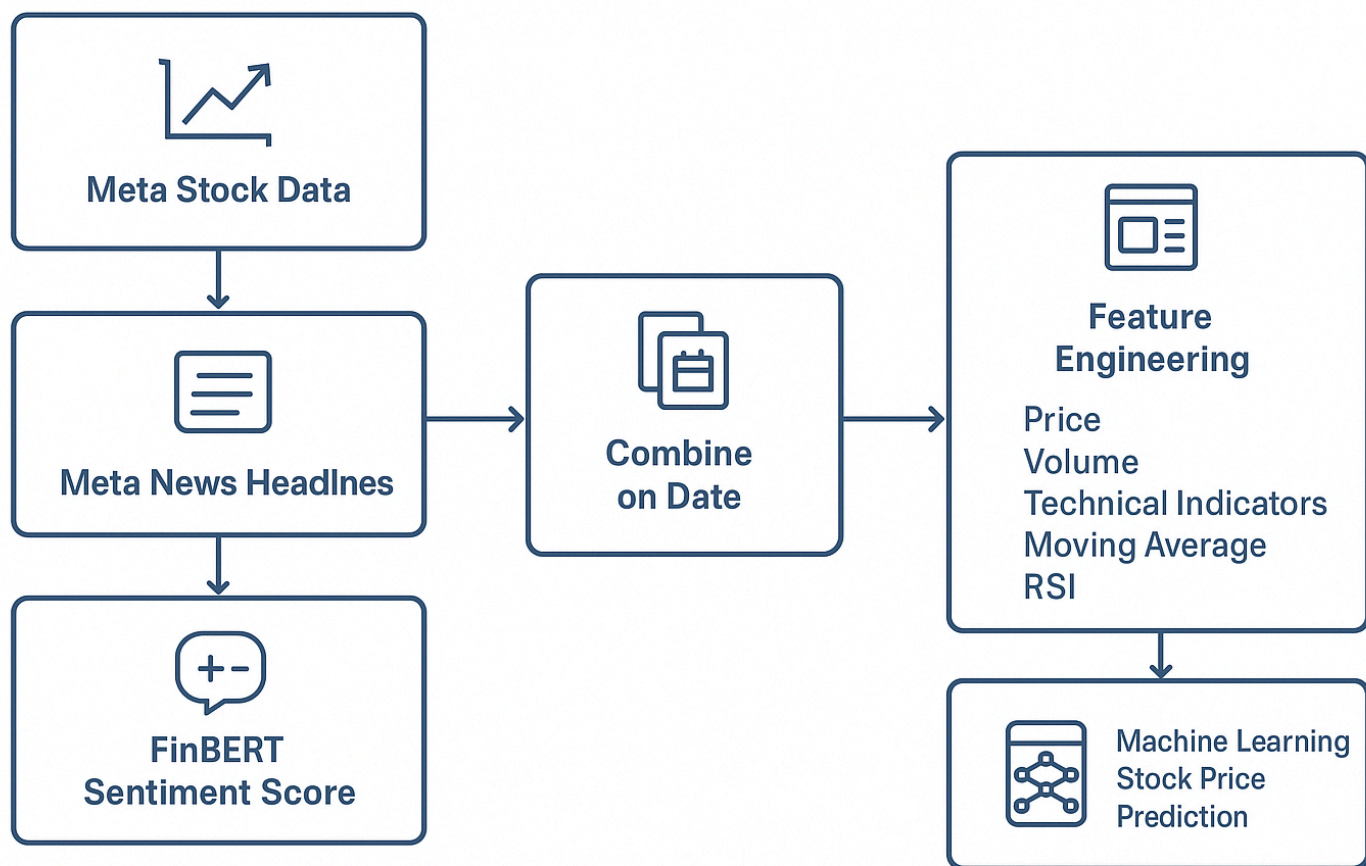 Meta Stock Data
Meta News Headlnes
FinBERT
Sentiment Score
Combine
on Date
Feature
Engineering
Price
Volume
Technical Indicators
Moving Average
RSI
Machine Learning
Stock Price
Prediction